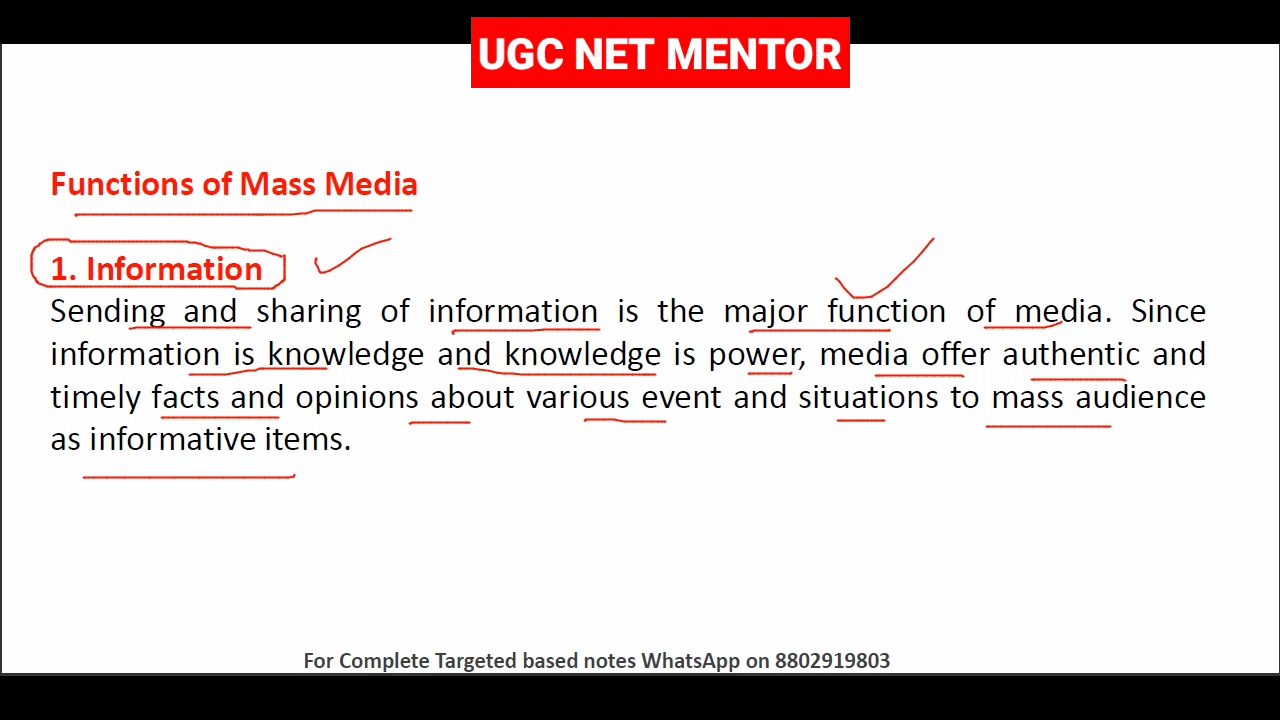 UGC NET MENTOR
Functions of Mass Media
1. Information
Sending and sharing of information is the major function of media. Since
information is knowledge and knowledge is power, media offer authentic and
timely facts and opinions about various event and situations to mass audience
as informative items.
For Complete Targeted based notes WhatsApp on 8802919803